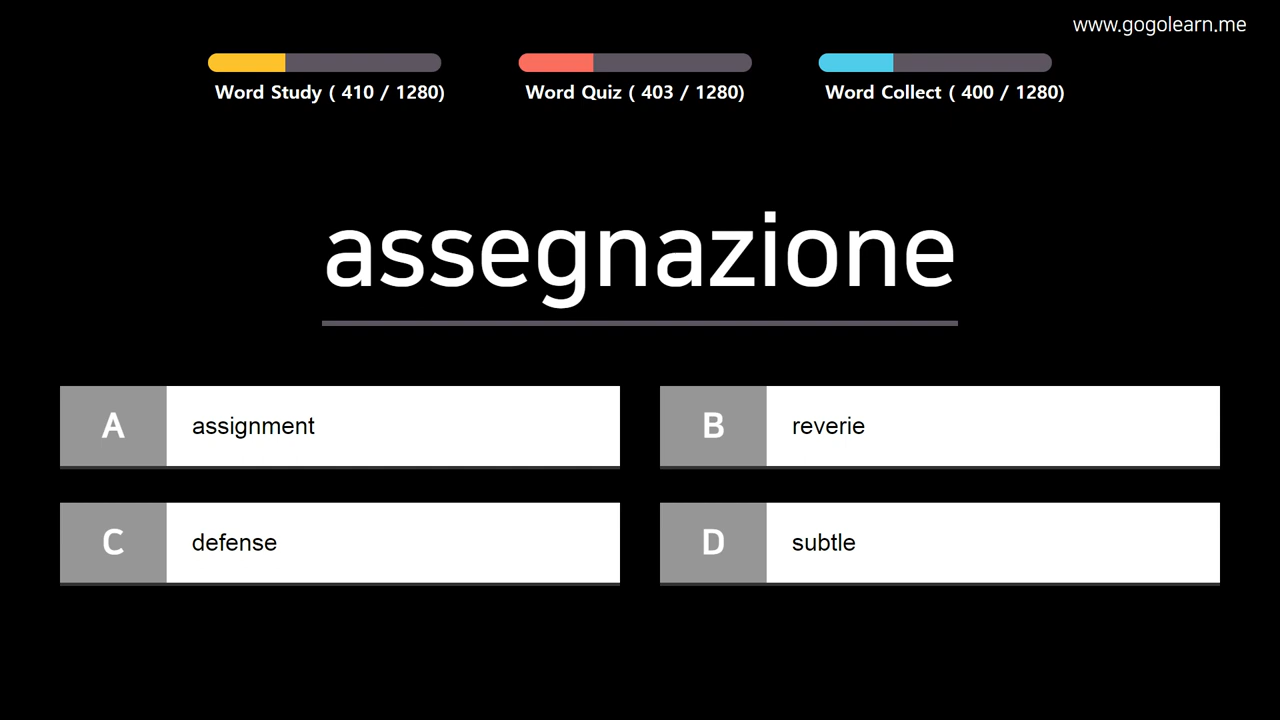 www.gogolearn.me
Word Study ( 410 / 1280)
Word Quiz ( 403 / 1280)
Word Collect ( 400 / 1280)
assegnazione
A assignment
B reverie
C defense
D subtle